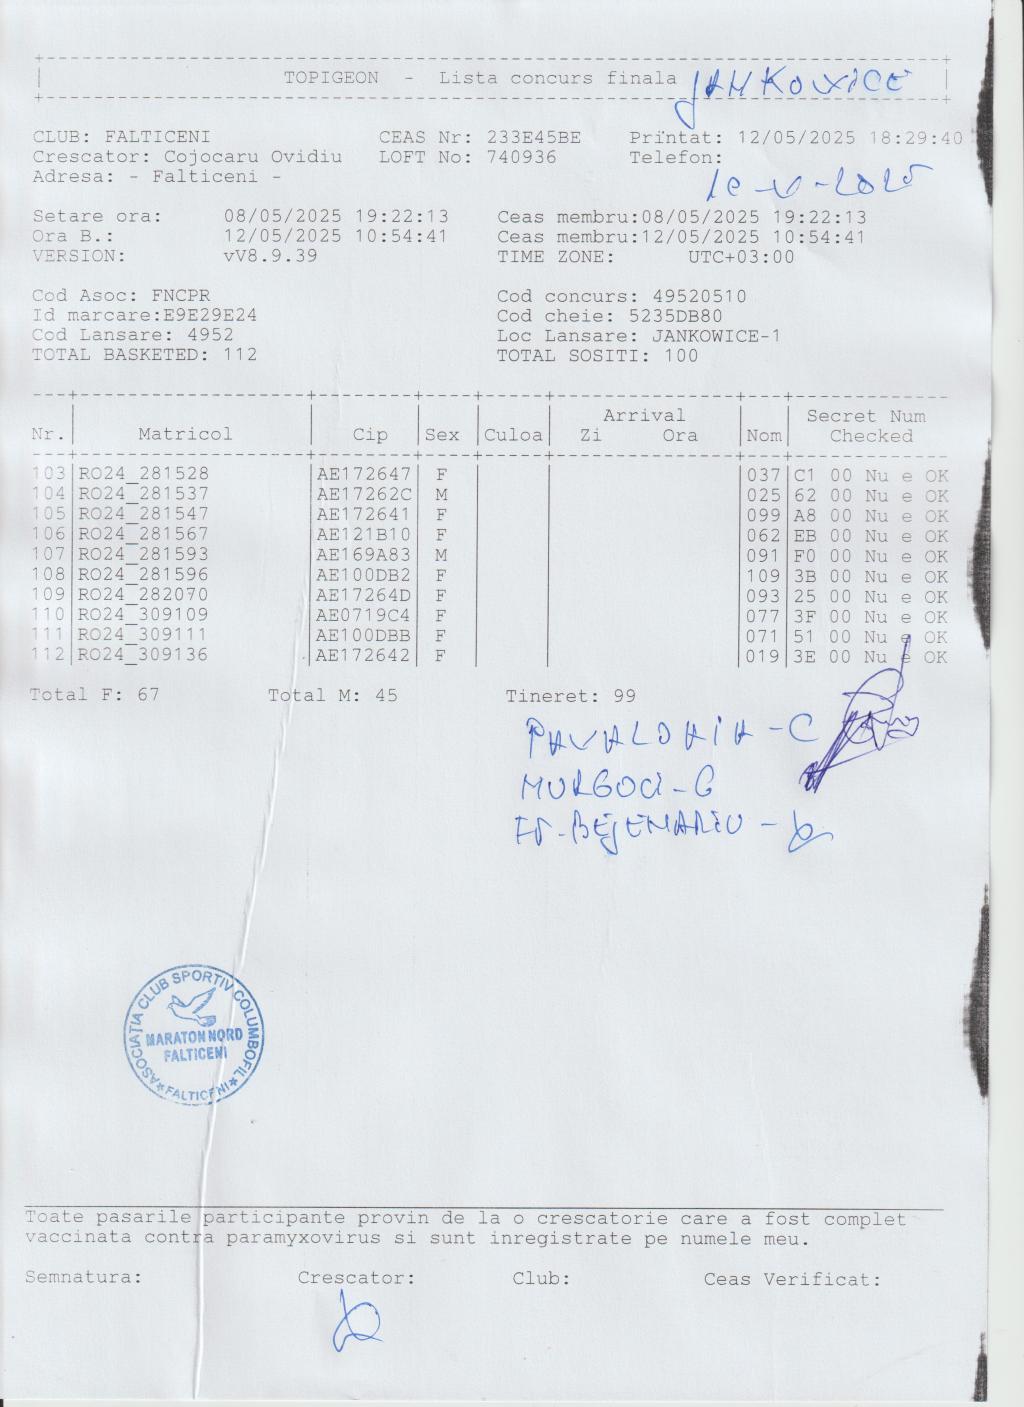 TOPIGEON - Lista concurs finala JANKOWICE
CLUB: FALTICENI CEAS Nr: 233E45BE Printat: 12/05/2025 18:29:40
Crescator: Cojocaru Ovidiu LOFT No: 740936 Telefon:
Adresa: - Falticeni -
10-V-2025
Setare ora: 08/05/2025 19:22:13 Ceas membru:08/05/2025 19:22:13
Ora B.: 12/05/2025 10:54:41 Ceas membru:12/05/2025 10:54:41
VERSION: vV8.9.39 TIME ZONE: UTC+03:00
Cod Asoc: FNCPR Cod concurs: 49520510
Id marcare:E9E29E24 Cod cheie: 5235DB80
Cod Lansare: 4952 Loc Lansare: JANKOWICE-1
TOTAL BASKETED: 112 TOTAL SOSITI: 100
Arrival Secret Num
Nr. Matricol Cip Sex Culoa Zi Ora Nom Checked
103 RO24_281528 AE172647 F 037 C1 00 Nu e OK
104 RO24_281537 AE17262C M 025 62 00 Nu e OK
105 RO24_281547 AE172641 F 099 A8 00 Nu e OK
106 RO24_281567 AE121B10 F 062 EB 00 Nu e OK
107 RO24_281593 AE169A83 M 091 F0 00 Nu e OK
108 RO24_281596 AE100DB2 F 109 3B 00 Nu e OK
109 RO24_282070 AE17264D F 093 25 00 Nu e OK
110 RO24_309109 AE0719C4 F 077 3F 00 Nu e OK
111 RO24_309111 AE100DBB F 071 51 00 Nu e OK
112 RO24_309136 AE172642 F 019 3E 00 Nu e OK
Total F: 67 Total M: 45 Tineret: 99
PAVALOAIA - C
MURGOCI - G
BEJENARIU -
ASOCIATIA CLUB SPORTIV COLUMBOFIL
MARATON NORD
FALTICENI
FALTICENI
Toate pasarile participante provin de la o crescatorie care a fost complet
vaccinata contra paramyxovirus si sunt inregistrate pe numele meu.
Semnatura: Crescator: Club: Ceas Verificat: